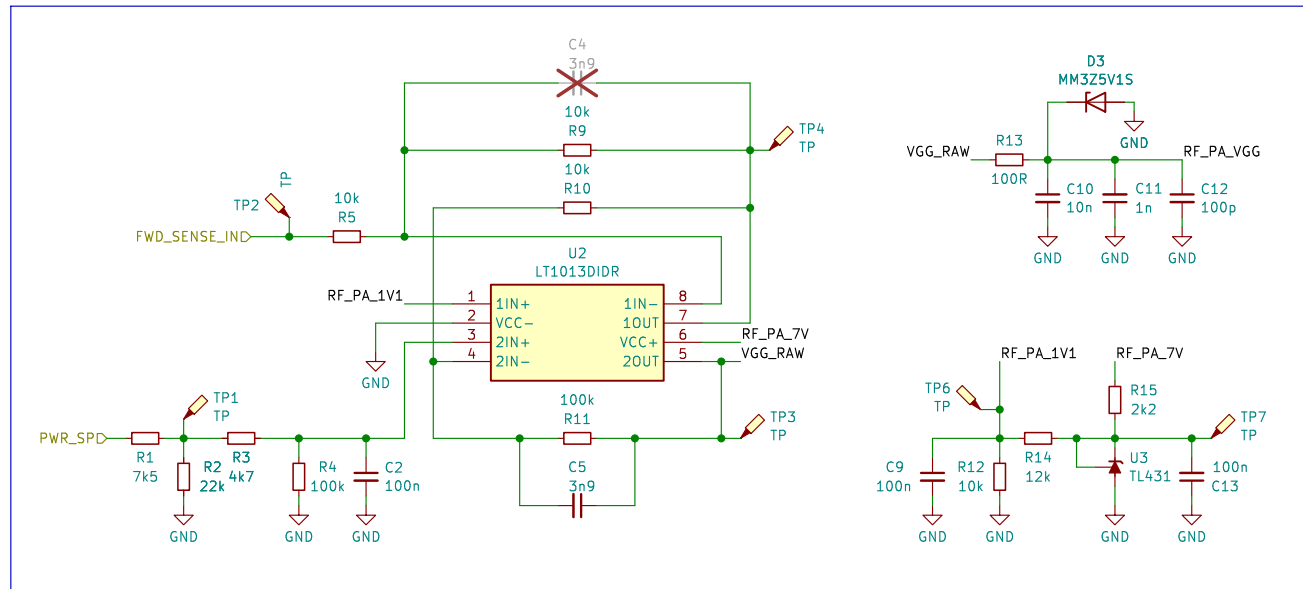 C4
3n9
10k
R9
10k
R10
TP4
TP
TP2
TP
10k
R5
FWD_SENSE_IN
U2
LT1013DIDR
RF_PA_1V1
1
1IN+
2
VCC-
3
2IN+
4
2IN-
1IN-
8
1OUT
7
VCC+
6
2OUT
5
RF_PA_7V
VGG_RAW
GND
PWR_SP
R1
7k5
TP1
TP
R2
22k
R3
4k7
R4
100k
C2
100n
GND
GND
GND
100k
R11
C5
3n9
TP3
TP
D3
MM3Z5V1S
GND
VGG_RAW
R13
100R
RF_PA_VGG
C10
10n
C11
1n
C12
100p
GND
GND
GND
RF_PA_1V1
RF_PA_7V
TP6
TP
R15
2k2
TP7
TP
C9
100n
R12
10k
R14
12k
U3
TL431
100n
C13
GND
GND
GND
GND